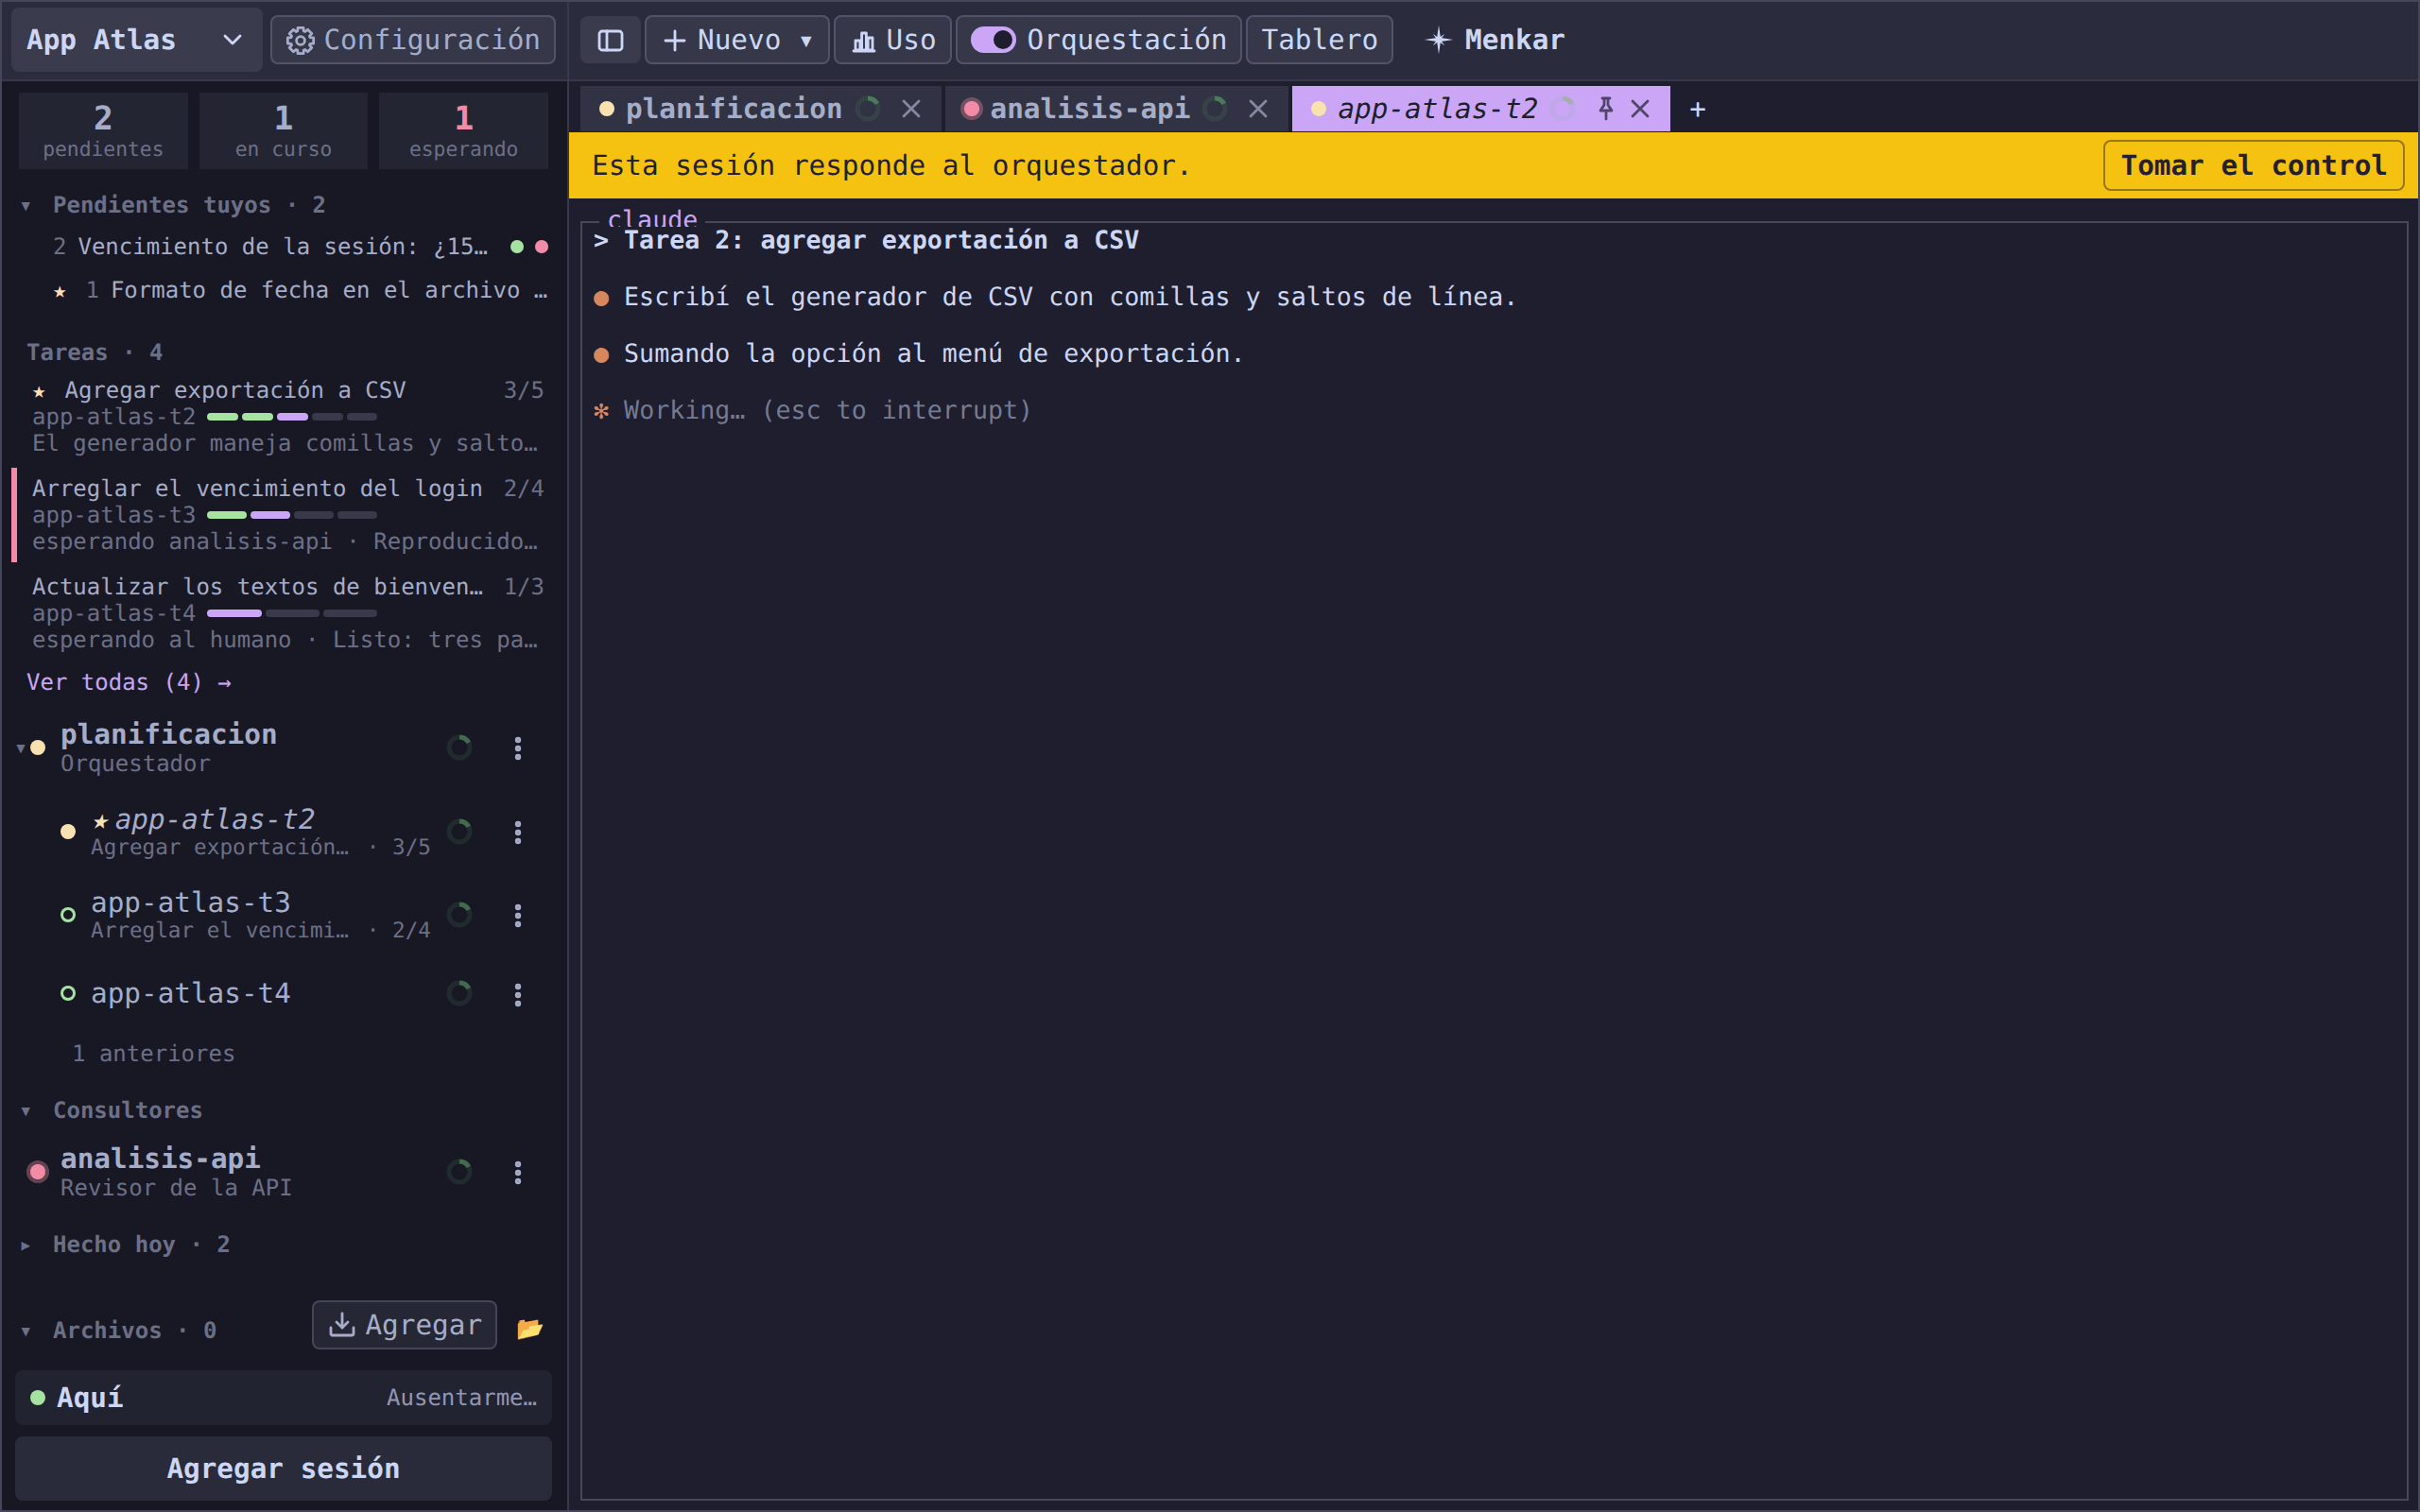 App Atlas
Configuración
Nuevo ▾
Uso
Orquestación
Tablero
Menkar
2
pendientes
1
en curso
1
esperando
▾ Pendientes tuyos · 2
2 Vencimiento de la sesión: ¿15…
★ 1 Formato de fecha en el archivo …
Tareas · 4
★ Agregar exportación a CSV 3/5
app-atlas-t2
El generador maneja comillas y salto…
Arreglar el vencimiento del login 2/4
app-atlas-t3
esperando analisis-api · Reproducido…
Actualizar los textos de bienven… 1/3
app-atlas-t4
esperando al humano · Listo: tres pa…
Ver todas (4) →
▾ planificacion
Orquestador
★ app-atlas-t2
Agregar exportación… · 3/5
app-atlas-t3
Arreglar el vencimi… · 2/4
app-atlas-t4
1 anteriores
▾ Consultores
analisis-api
Revisor de la API
▸ Hecho hoy · 2
▾ Archivos · 0
Agregar
Aquí
Ausentarme…
Agregar sesión
planificacion
analisis-api
app-atlas-t2
+
Esta sesión responde al orquestador.
Tomar el control
claude
> Tarea 2: agregar exportación a CSV
● Escribí el generador de CSV con comillas y saltos de línea.
● Sumando la opción al menú de exportación.
✻ Working… (esc to interrupt)